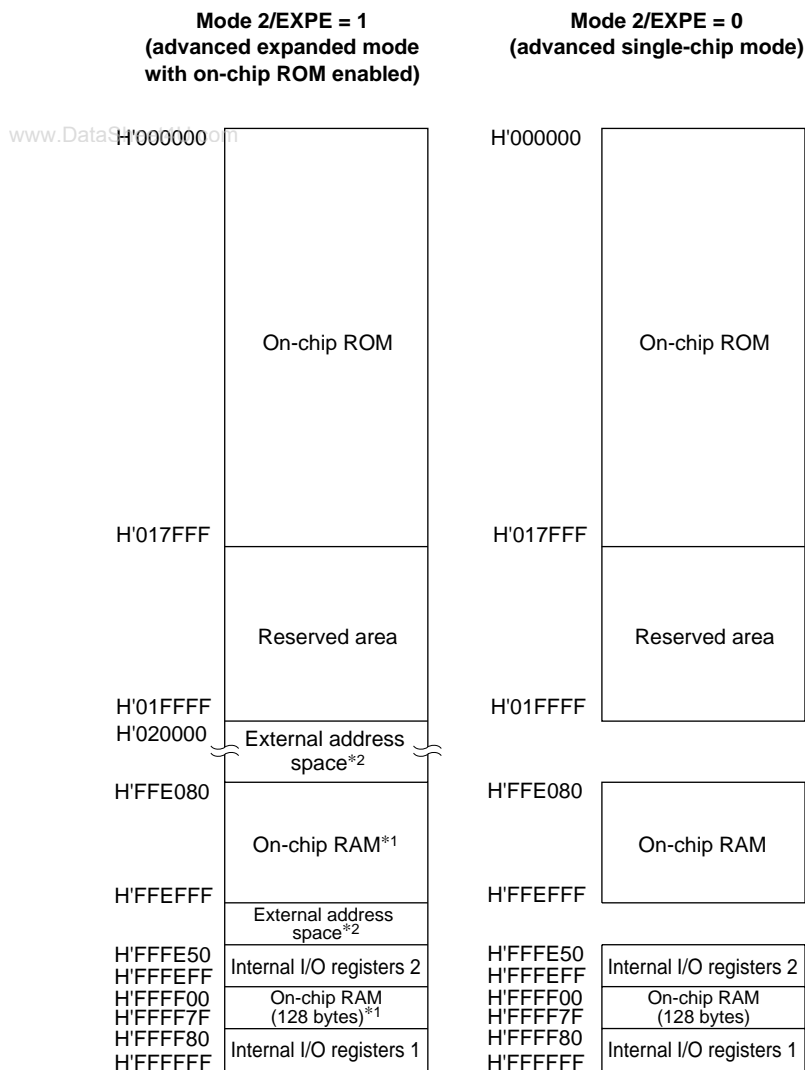 Mode 2/EXPE = 1
(advanced expanded mode
with on-chip ROM enabled)
Mode 2/EXPE = 0
(advanced single-chip mode)
www.DataSheet4U.com
H'000000
On-chip ROM
H'017FFF
Reserved area
H'01FFFF
H'020000
External address
space*2
H'FFE080
On-chip RAM*1
H'FFEFFF
External address
space*2
H'FFFE50
Internal I/O registers 2
H'FFFEFF
H'FFFF00
On-chip RAM
(128 bytes)*1
H'FFFF7F
H'FFFF80
Internal I/O registers 1
H'FFFFFF
H'000000
On-chip ROM
H'017FFF
Reserved area
H'01FFFF
H'FFE080
On-chip RAM
H'FFEFFF
H'FFFE50
Internal I/O registers 2
H'FFFEFF
H'FFFF00
On-chip RAM
(128 bytes)
H'FFFF7F
H'FFFF80
Internal I/O registers 1
H'FFFFFF